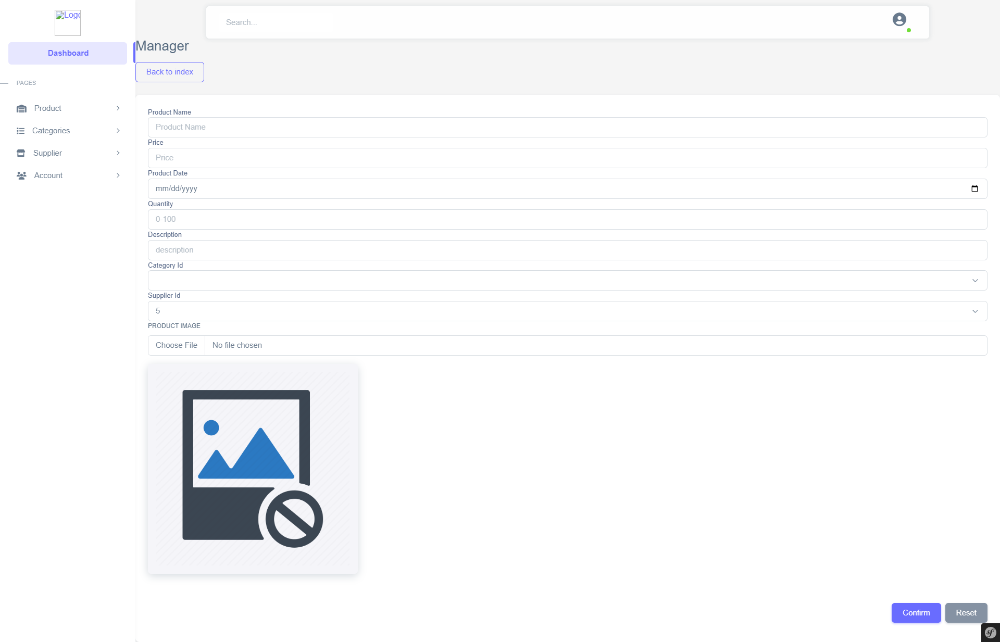 Logo
Dashboard
PAGES
Product
Categories
Supplier
Account
Search...
Manager
Back to index
Product Name
Product Name
Price
Price
Product Date
mm/dd/yyyy
Quantity
0-100
Description
description
Category Id
Supplier Id
5
PRODUCT IMAGE
Choose File No file chosen
Confirm Reset
sf